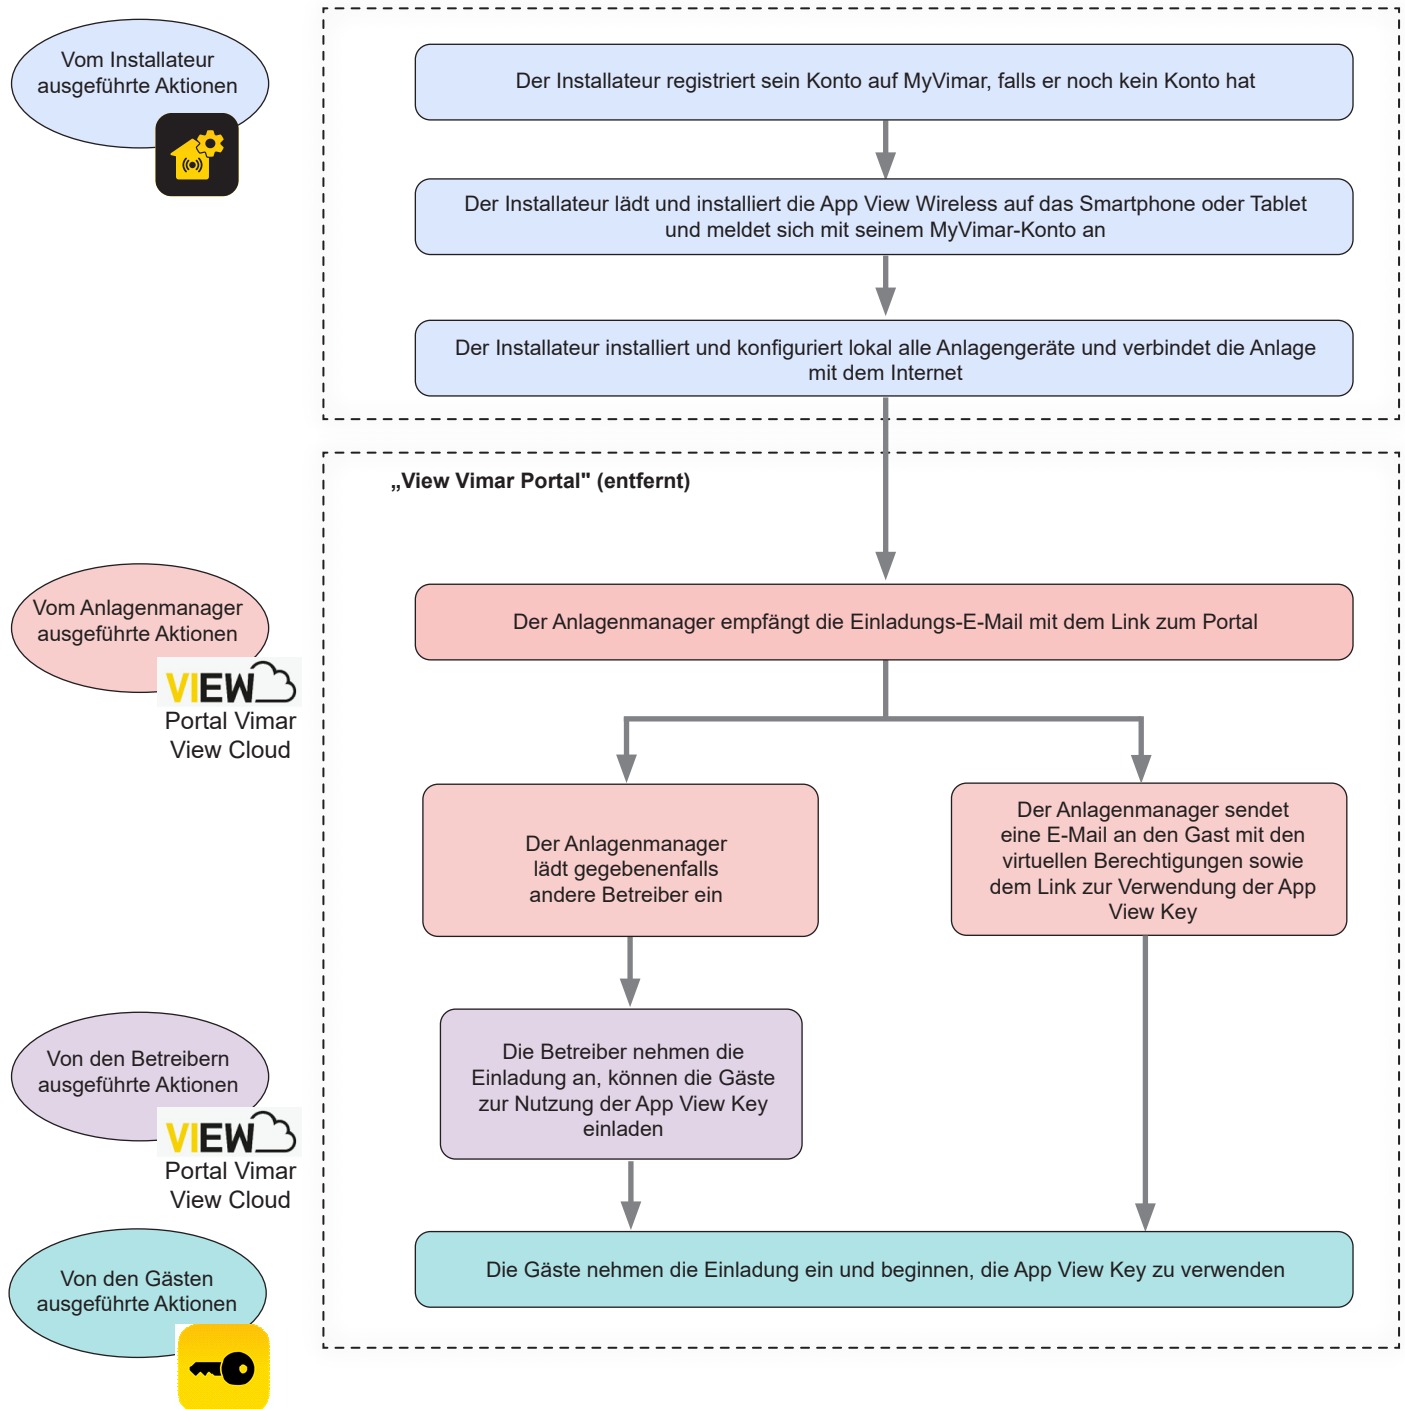 Vom Installateur
ausgeführte Aktionen
Der Installateur registriert sein Konto auf MyVimar, falls er noch kein Konto hat
Der Installateur lädt und installiert die App View Wireless auf das Smartphone oder Tablet
und meldet sich mit seinem MyVimar-Konto an
Der Installateur installiert und konfiguriert lokal alle Anlagengeräte und verbindet die Anlage
mit dem Internet
„View Vimar Portal" (entfernt)
Vom Anlagenmanager
ausgeführte Aktionen
VIEW
Portal Vimar
View Cloud
Der Anlagenmanager empfängt die Einladungs-E-Mail mit dem Link zum Portal
Der Anlagenmanager
lädt gegebenenfalls
andere Betreiber ein
Der Anlagenmanager sendet
eine E-Mail an den Gast mit den
virtuellen Berechtigungen sowie
dem Link zur Verwendung der App
View Key
Von den Betreibern
ausgeführte Aktionen
VIEW
Portal Vimar
View Cloud
Die Betreiber nehmen die
Einladung an, können die Gäste
zur Nutzung der App View Key
einladen
Von den Gästen
ausgeführte Aktionen
Die Gäste nehmen die Einladung ein und beginnen, die App View Key zu verwenden